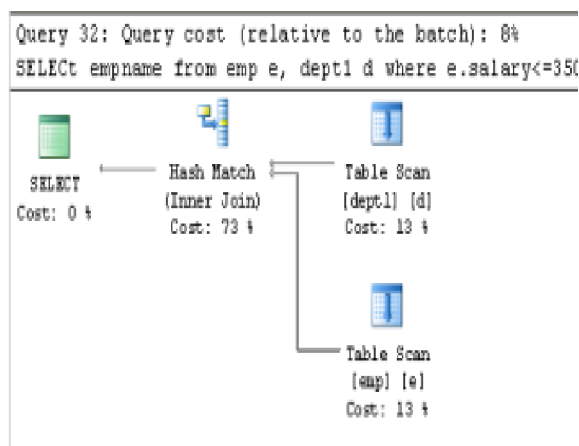 Query 32: Query cost (relative to the batch): 8%
SELECt empname from emp e, dept1 d where e.salary<=350
SELECT
Cost: 0 %
Hash Match
(Inner Join)
Cost: 73 %
Table Scan
[dept1] [d]
Cost: 13 %
Table Scan
[emp] [e]
Cost: 13 %